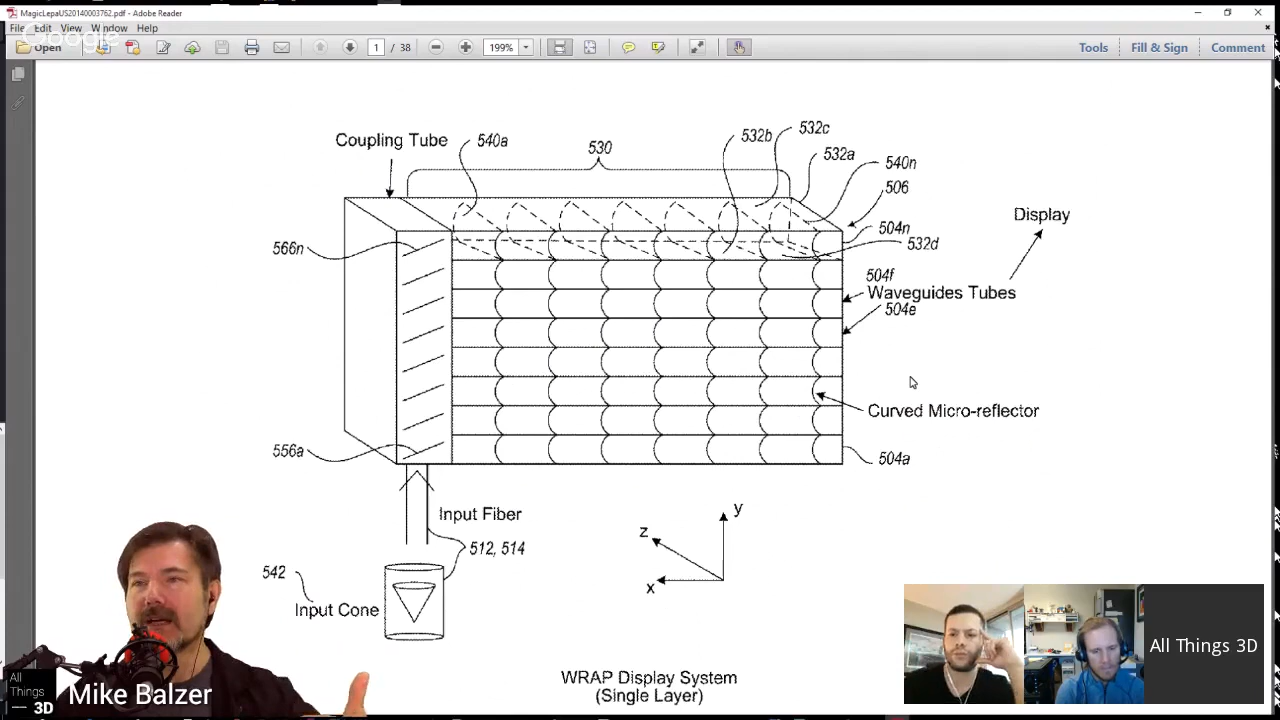 MagicLepaUS20140003762.pdf - Adobe Reader
File Edit View Window Help
Google
Open
1 / 38
199%
Tools Fill & Sign Comment
Coupling Tube
540a
530
532b
532c
532a
540n
506
504n
532d
Display
566n
504f
Waveguides Tubes
504e
Curved Micro-reflector
556a
504a
Input Fiber
512, 514
z
y
x
542
Input Cone
WRAP Display System
(Single Layer)
All Things 3D
All
Things
3D
Mike Balzer